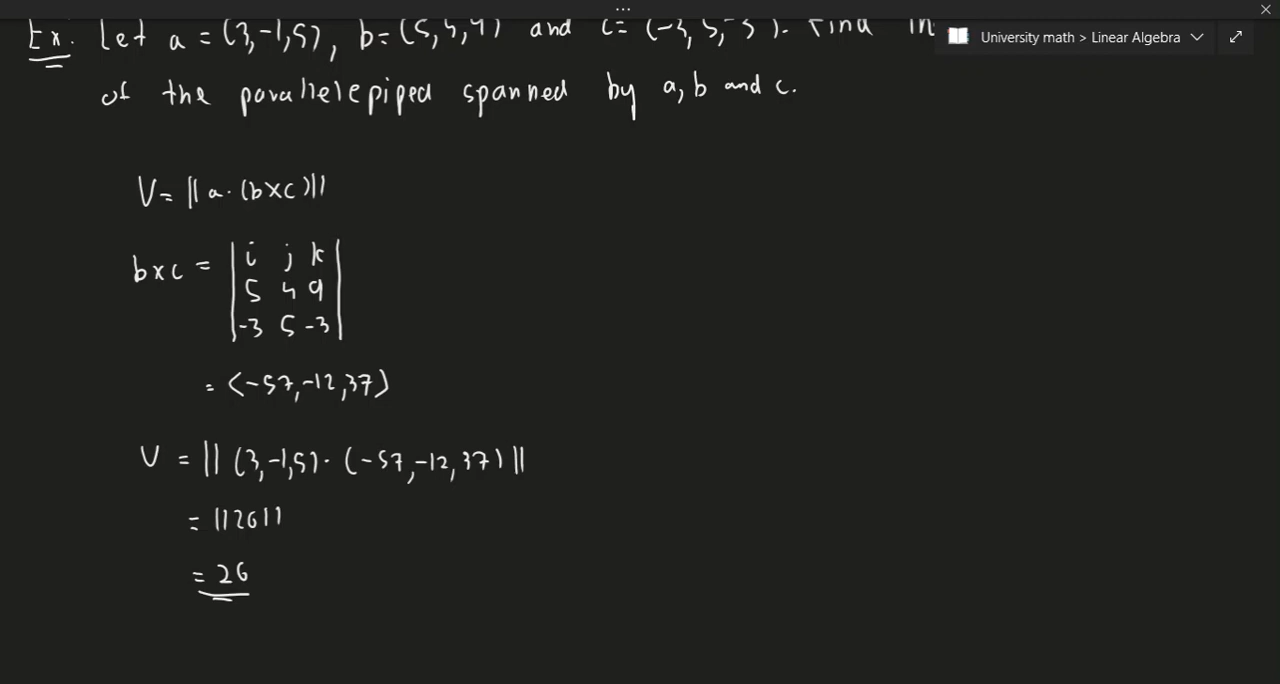 ...
University math > Linear Algebra
Ex. Let a = (3,-1,5), b= (5,4,9) and c= (-3,5,-3). Find
of the parallelepiped spanned by a, b and c.
V= ||a·(bxc)||
bxc = | i j k |
| 5 4 9 |
| -3 5 -3 |
= (-57,-12,37)
V = ||(3,-1,5)·(-57,-12,37)||
= ||26||
= 26